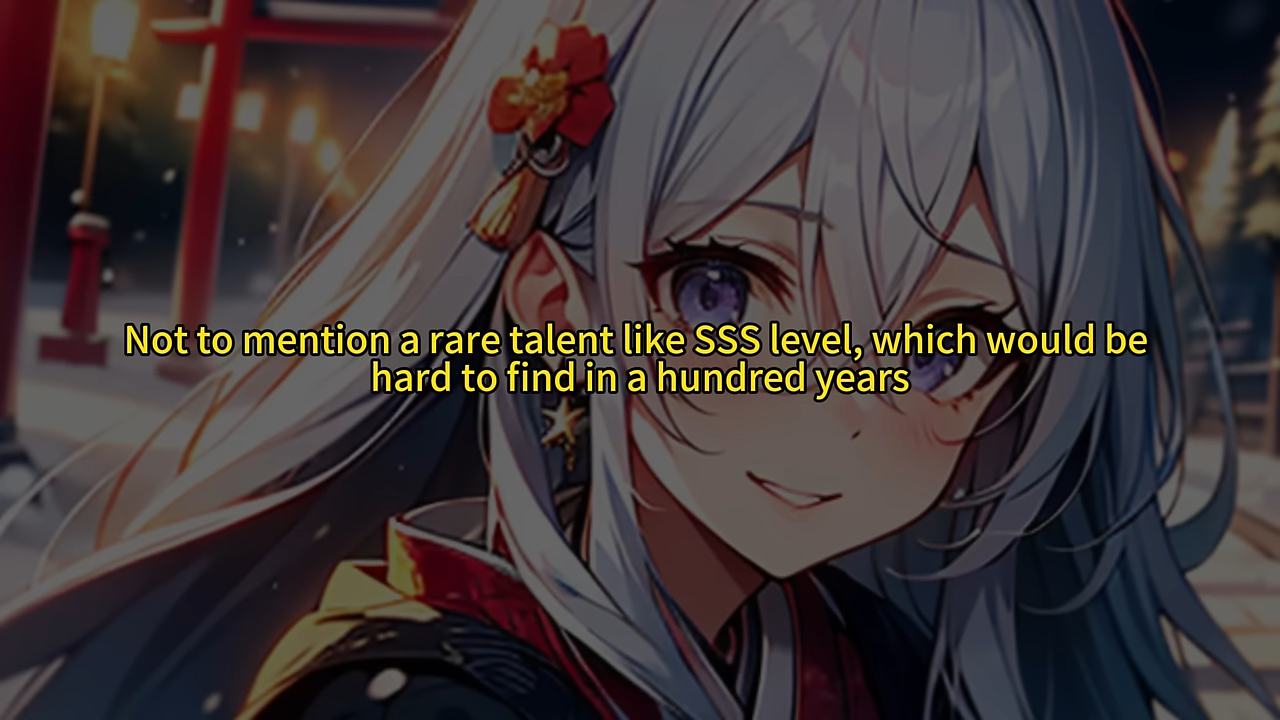 Not to mention a rare talent like SSS level, which would be
hard to find in a hundred years